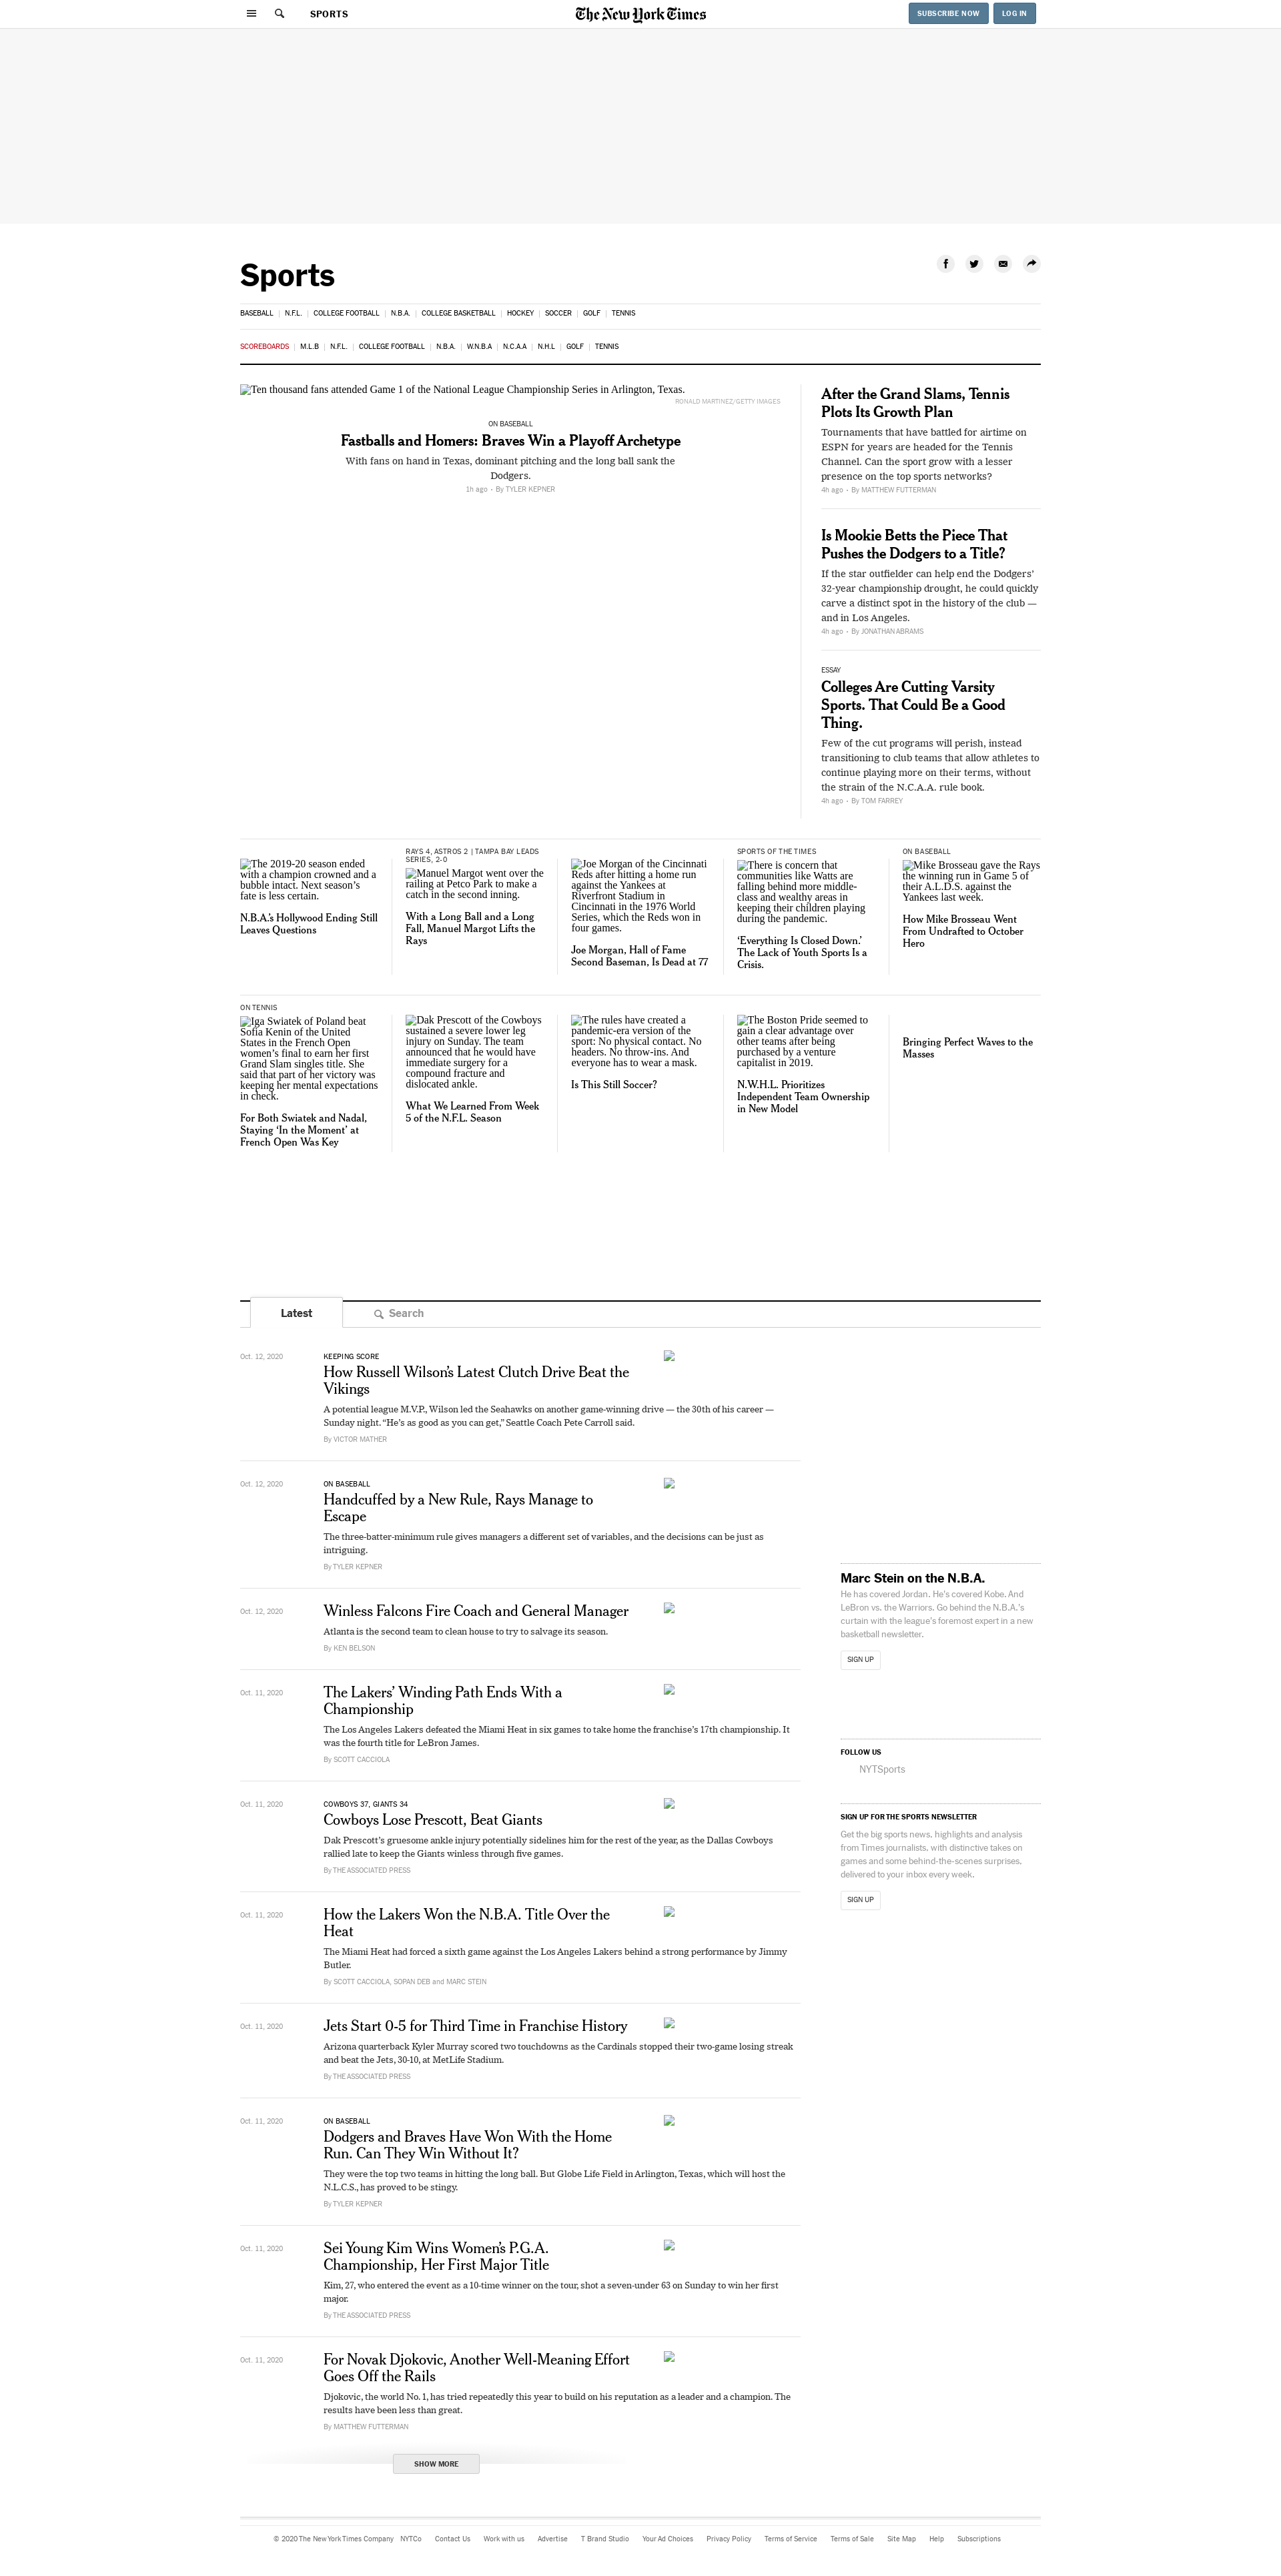 SPORTS
The New York Times
SUBSCRIBE NOW
LOG IN
Sports
BASEBALL | N.F.L. | COLLEGE FOOTBALL | N.B.A. | COLLEGE BASKETBALL | HOCKEY | SOCCER | GOLF | TENNIS
SCOREBOARDS | M.L.B | N.F.L. | COLLEGE FOOTBALL | N.B.A. | W.N.B.A | N.C.A.A | N.H.L | GOLF | TENNIS
Ten thousand fans attended Game 1 of the National League Championship Series in Arlington, Texas.
RONALD MARTINEZ/GETTY IMAGES
ON BASEBALL
Fastballs and Homers: Braves Win a Playoff Archetype
With fans on hand in Texas, dominant pitching and the long ball sank the
Dodgers.
1h ago • By TYLER KEPNER
After the Grand Slams, Tennis
Plots Its Growth Plan
Tournaments that have battled for airtime on
ESPN for years are headed for the Tennis
Channel. Can the sport grow with a lesser
presence on the top sports networks?
4h ago • By MATTHEW FUTTERMAN
Is Mookie Betts the Piece That
Pushes the Dodgers to a Title?
If the star outfielder can help end the Dodgers’
32-year championship drought, he could quickly
carve a distinct spot in the history of the club —
and in Los Angeles.
4h ago • By JONATHAN ABRAMS
ESSAY
Colleges Are Cutting Varsity
Sports. That Could Be a Good
Thing.
Few of the cut programs will perish, instead
transitioning to club teams that allow athletes to
continue playing more on their terms, without
the strain of the N.C.A.A. rule book.
4h ago • By TOM FARREY
The 2019-20 season ended
with a champion crowned and a
bubble intact. Next season’s
fate is less certain.
N.B.A.’s Hollywood Ending Still
Leaves Questions
RAYS 4, ASTROS 2 | TAMPA BAY LEADS
SERIES, 2-0
Manuel Margot went over the
railing at Petco Park to make a
catch in the second inning.
With a Long Ball and a Long
Fall, Manuel Margot Lifts the
Rays
Joe Morgan of the Cincinnati
Reds after hitting a home run
against the Yankees at
Riverfront Stadium in
Cincinnati in the 1976 World
Series, which the Reds won in
four games.
Joe Morgan, Hall of Fame
Second Baseman, Is Dead at 77
SPORTS OF THE TIMES
There is concern that
communities like Watts are
falling behind more middle-
class and wealthy areas in
keeping their children playing
during the pandemic.
‘Everything Is Closed Down.’
The Lack of Youth Sports Is a
Crisis.
ON BASEBALL
Mike Brosseau gave the Rays
the winning run in Game 5 of
their A.L.D.S. against the
Yankees last week.
How Mike Brosseau Went
From Undrafted to October
Hero
ON TENNIS
Iga Swiatek of Poland beat
Sofia Kenin of the United
States in the French Open
women’s final to earn her first
Grand Slam singles title. She
said that part of her victory was
keeping her mental expectations
in check.
For Both Swiatek and Nadal,
Staying ‘In the Moment’ at
French Open Was Key
Dak Prescott of the Cowboys
sustained a severe lower leg
injury on Sunday. The team
announced that he would have
immediate surgery for a
compound fracture and
dislocated ankle.
What We Learned From Week
5 of the N.F.L. Season
The rules have created a
pandemic-era version of the
sport: No physical contact. No
headers. No throw-ins. And
everyone has to wear a mask.
Is This Still Soccer?
The Boston Pride seemed to
gain a clear advantage over
other teams after being
purchased by a venture
capitalist in 2019.
N.W.H.L. Prioritizes
Independent Team Ownership
in New Model
Bringing Perfect Waves to the
Masses
Latest
Search
Oct. 12, 2020
KEEPING SCORE
How Russell Wilson’s Latest Clutch Drive Beat the
Vikings
A potential league M.V.P., Wilson led the Seahawks on another game-winning drive — the 30th of his career —
Sunday night. “He’s as good as you can get,” Seattle Coach Pete Carroll said.
By VICTOR MATHER
Oct. 12, 2020
ON BASEBALL
Handcuffed by a New Rule, Rays Manage to
Escape
The three-batter-minimum rule gives managers a different set of variables, and the decisions can be just as
intriguing.
By TYLER KEPNER
Oct. 12, 2020
Winless Falcons Fire Coach and General Manager
Atlanta is the second team to clean house to try to salvage its season.
By KEN BELSON
Oct. 11, 2020
The Lakers’ Winding Path Ends With a
Championship
The Los Angeles Lakers defeated the Miami Heat in six games to take home the franchise’s 17th championship. It
was the fourth title for LeBron James.
By SCOTT CACCIOLA
Oct. 11, 2020
COWBOYS 37, GIANTS 34
Cowboys Lose Prescott, Beat Giants
Dak Prescott’s gruesome ankle injury potentially sidelines him for the rest of the year, as the Dallas Cowboys
rallied late to keep the Giants winless through five games.
By THE ASSOCIATED PRESS
Oct. 11, 2020
How the Lakers Won the N.B.A. Title Over the
Heat
The Miami Heat had forced a sixth game against the Los Angeles Lakers behind a strong performance by Jimmy
Butler.
By SCOTT CACCIOLA, SOPAN DEB and MARC STEIN
Oct. 11, 2020
Jets Start 0-5 for Third Time in Franchise History
Arizona quarterback Kyler Murray scored two touchdowns as the Cardinals stopped their two-game losing streak
and beat the Jets, 30-10, at MetLife Stadium.
By THE ASSOCIATED PRESS
Oct. 11, 2020
ON BASEBALL
Dodgers and Braves Have Won With the Home
Run. Can They Win Without It?
They were the top two teams in hitting the long ball. But Globe Life Field in Arlington, Texas, which will host the
N.L.C.S., has proved to be stingy.
By TYLER KEPNER
Oct. 11, 2020
Sei Young Kim Wins Women’s P.G.A.
Championship, Her First Major Title
Kim, 27, who entered the event as a 10-time winner on the tour, shot a seven-under 63 on Sunday to win her first
major.
By THE ASSOCIATED PRESS
Oct. 11, 2020
For Novak Djokovic, Another Well-Meaning Effort
Goes Off the Rails
Djokovic, the world No. 1, has tried repeatedly this year to build on his reputation as a leader and a champion. The
results have been less than great.
By MATTHEW FUTTERMAN
SHOW MORE
Marc Stein on the N.B.A.
He has covered Jordan. He’s covered Kobe. And
LeBron vs. the Warriors. Go behind the N.B.A.’s
curtain with the league’s foremost expert in a new
basketball newsletter.
SIGN UP
FOLLOW US
NYTSports
SIGN UP FOR THE SPORTS NEWSLETTER
Get the big sports news, highlights and analysis
from Times journalists, with distinctive takes on
games and some behind-the-scenes surprises,
delivered to your inbox every week.
SIGN UP
© 2020 The New York Times Company NYTCo Contact Us Work with us Advertise T Brand Studio Your Ad Choices Privacy Policy Terms of Service Terms of Sale Site Map Help Subscriptions